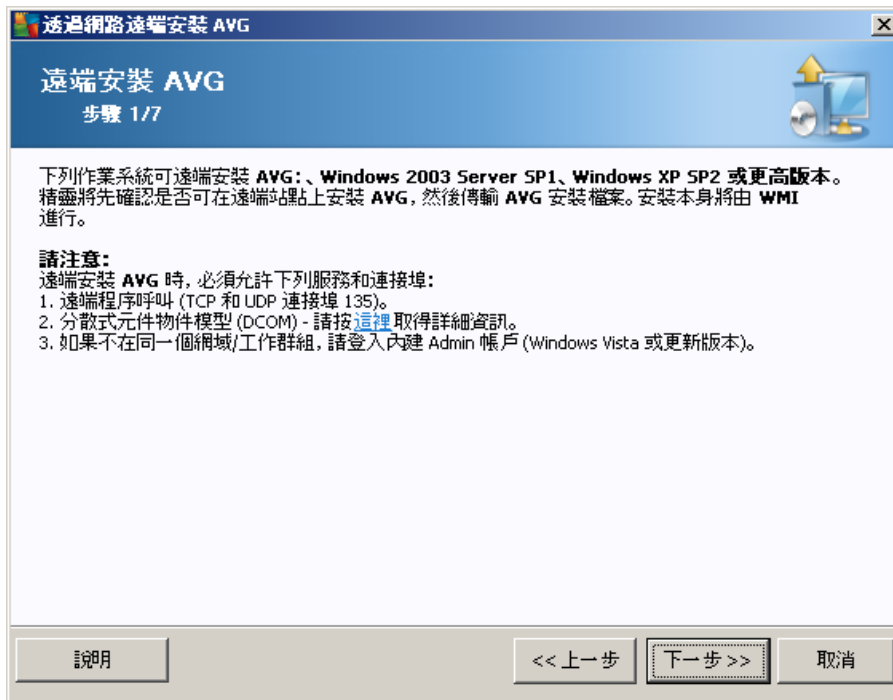 透過網路遠端安裝 AVG
遠端安裝 AVG
步驟 1/7
下列作業系統可遠端安裝 AVG:、Windows 2003 Server SP1、Windows XP SP2 或更高版本。
精靈將先確認是否可在遠端站點上安裝 AVG, 然後傳輸 AVG 安裝檔案。安裝本身將由 WMI
進行。
請注意:
遠端安裝 AVG 時, 必須允許下列服務和連接埠:
1. 遠端程序呼叫 (TCP 和 UDP 連接埠 135)。
2. 分散式元件物件模型 (DCOM) - 請按這裡取得詳細資訊。
3. 如果不在同一個網域/工作群組, 請登入內建 Admin 帳戶 (Windows Vista 或更新版本)。
說明
<< 上一步
下一步 >>
取消